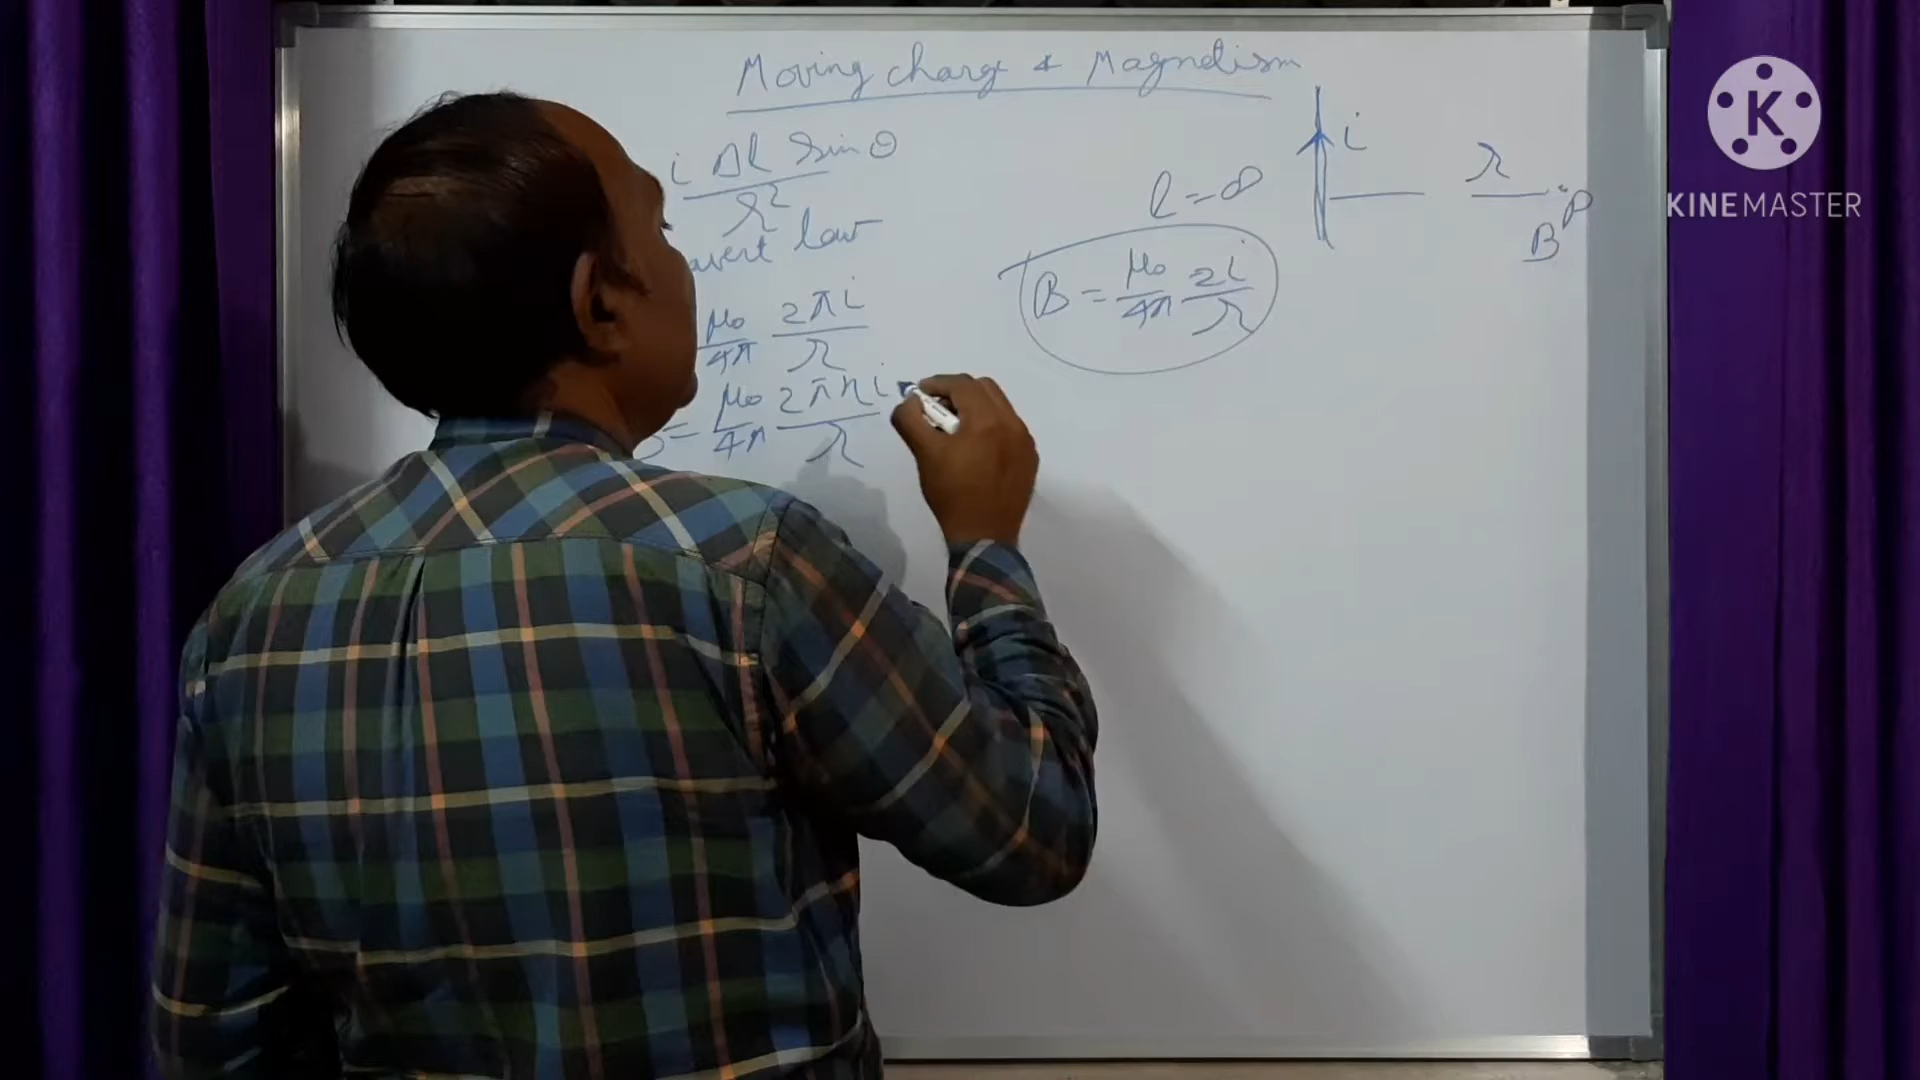 Moving charge & Magnetism
i Δl sin θ
r²
avert law
μ₀/4π 2πi/r
= μ₀/4π 2πni/r
l = ∞
B = μ₀/4π 2i/r
i
r
P
B
K
KINEMASTER